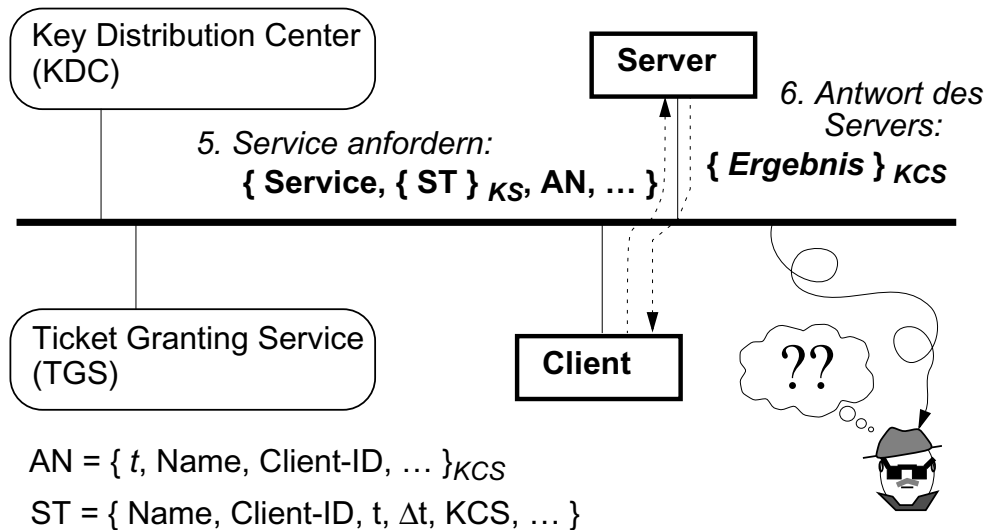 Key Distribution Center
(KDC)
Server
6. Antwort des
Servers:
{ Ergebnis } KCS
5. Service anfordern:
{ Service, { ST } KS, AN, … }
Ticket Granting Service
(TGS)
Client
??
AN = { t, Name, Client-ID, … }KCS
ST = { Name, Client-ID, t, Δt, KCS, … }